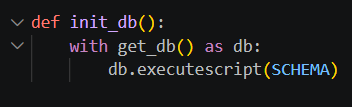 def init_db():
    with get_db() as db:
        db.executescript(SCHEMA)